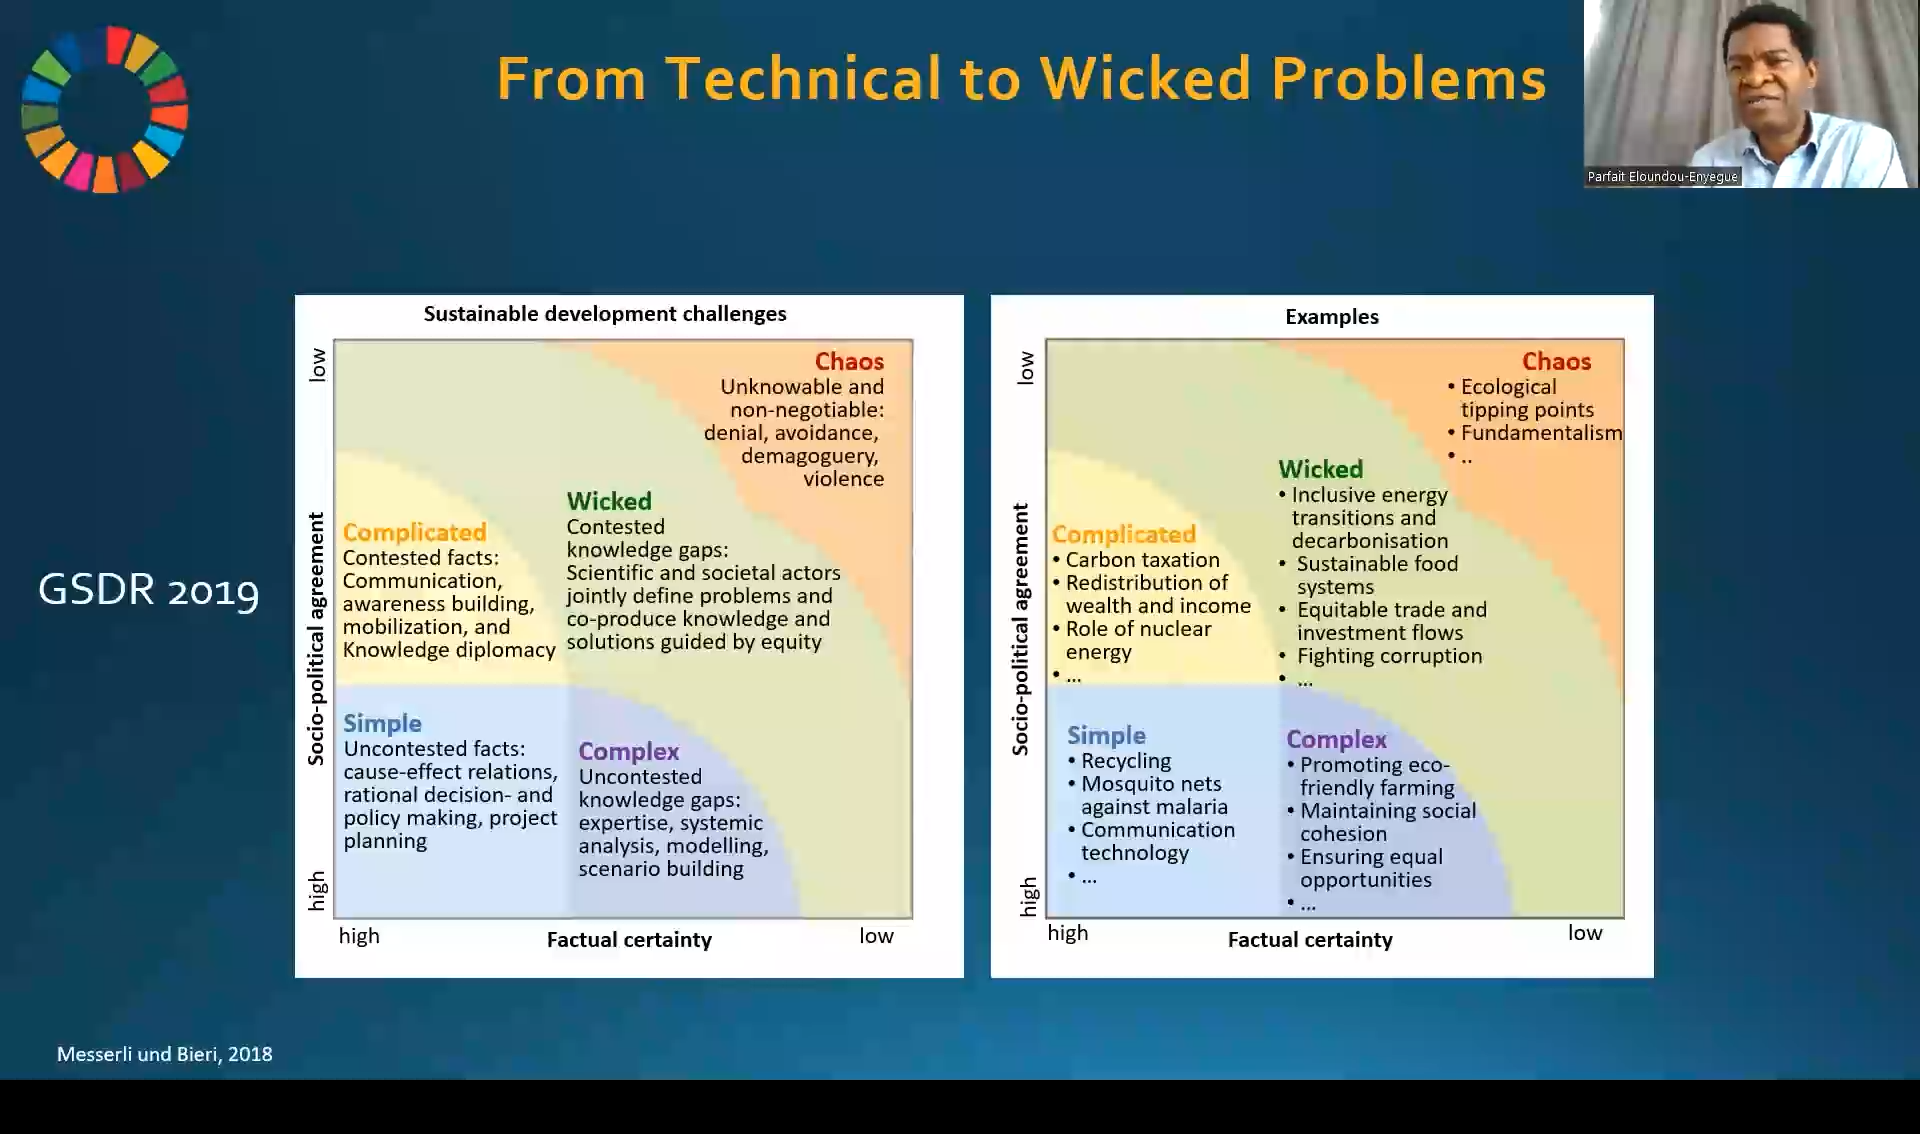 From Technical to Wicked Problems
Parfait Eloundou-Enyegue
GSDR 2019
Sustainable development challenges
low
Socio-political agreement
high
Chaos
Unknowable and
non-negotiable:
denial, avoidance,
demagoguery,
violence
Wicked
Contested
knowledge gaps:
Scientific and societal actors
jointly define problems and
co-produce knowledge and
solutions guided by equity
Complicated
Contested facts:
Communication,
awareness building,
mobilization, and
Knowledge diplomacy
Simple
Uncontested facts:
cause-effect relations,
rational decision- and
policy making, project
planning
Complex
Uncontested
knowledge gaps:
expertise, systemic
analysis, modelling,
scenario building
high
Factual certainty
low
Examples
low
Socio-political agreement
high
Chaos
• Ecological
tipping points
• Fundamentalism
• ..
Wicked
• Inclusive energy
transitions and
decarbonisation
• Sustainable food
systems
• Equitable trade and
investment flows
• Fighting corruption
• ...
Complicated
• Carbon taxation
• Redistribution of
wealth and income
• Role of nuclear
energy
• ...
Simple
• Recycling
• Mosquito nets
against malaria
• Communication
technology
• ...
Complex
• Promoting eco-
friendly farming
• Maintaining social
cohesion
• Ensuring equal
opportunities
• ...
high
Factual certainty
low
Messerli und Bieri, 2018